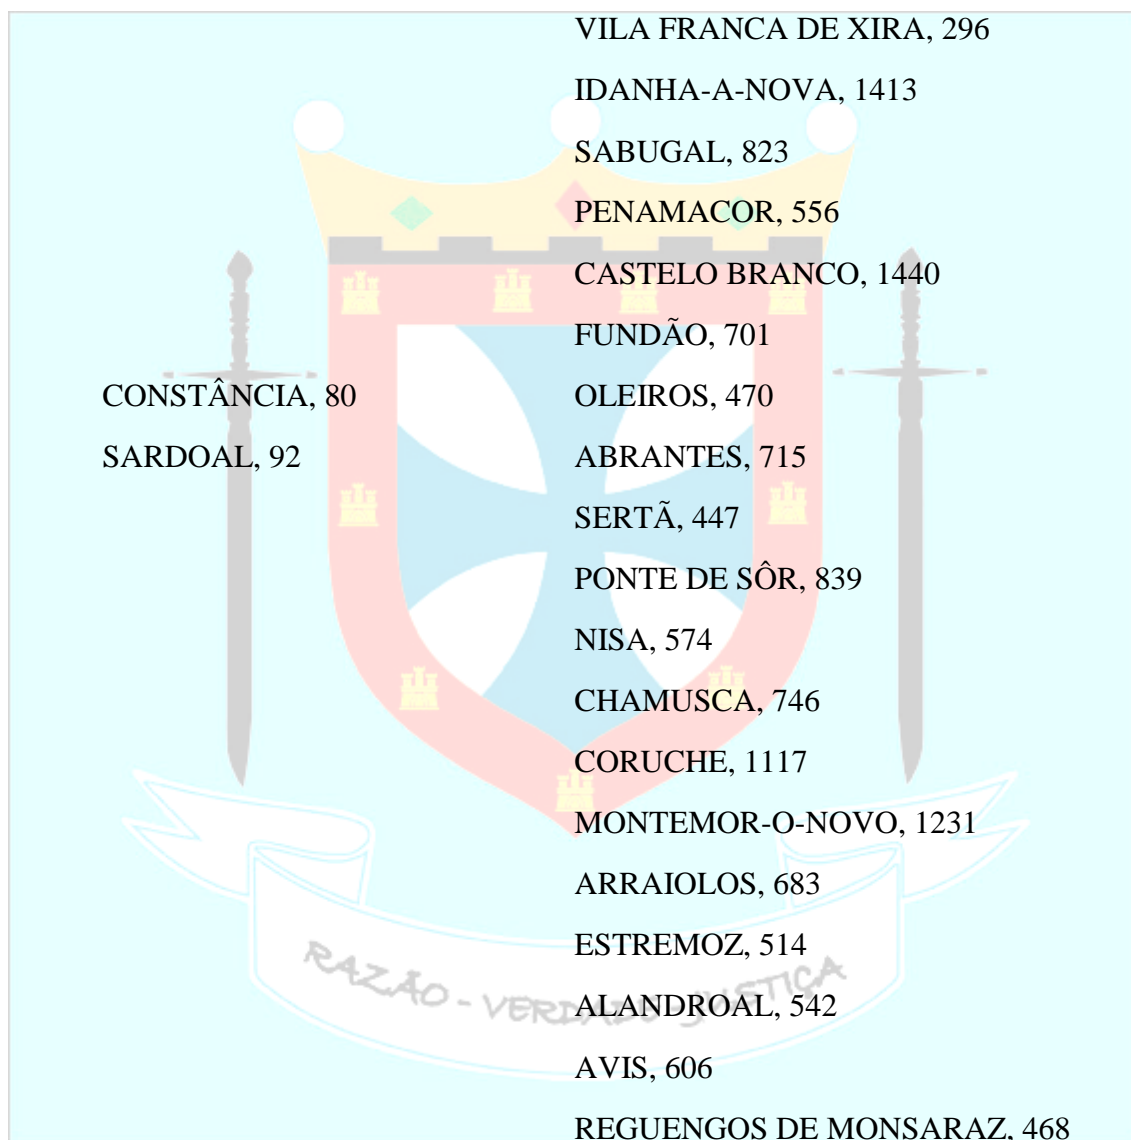 VILA FRANCA DE XIRA, 296
IDANHA-A-NOVA, 1413
SABUGAL, 823
PENAMACOR, 556
CASTELO BRANCO, 1440
FUNDÃO, 701
CONSTÂNCIA, 80 OLEIROS, 470
SARDOAL, 92 ABRANTES, 715
SERTÃ, 447
PONTE DE SÔR, 839
NISA, 574
CHAMUSCA, 746
CORUCHE, 1117
MONTEMOR-O-NOVO, 1231
ARRAIOLOS, 683
ESTREMOZ, 514
RAZÃO - VERDADE - JUSTIÇA
ALANDROAL, 542
AVIS, 606
REGUENGOS DE MONSARAZ, 468